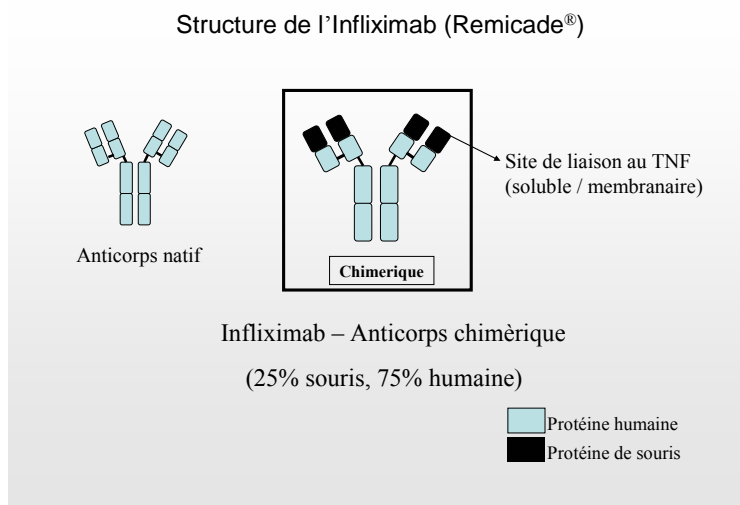 Structure de l’Infliximab (Remicade®)
Site de liaison au TNF
(soluble / membranaire)
Anticorps natif
Chimerique
Infliximab – Anticorps chimèrique
(25% souris, 75% humaine)
Protéine humaine
Protéine de souris